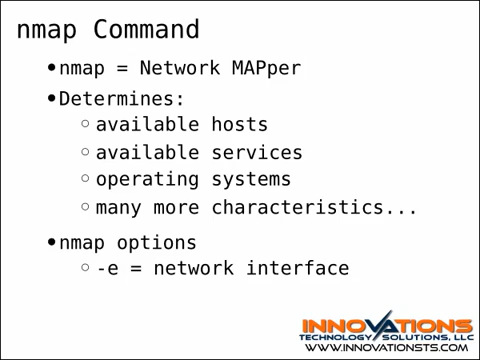 nmap Command
•nmap = Network MAPper
•Determines:
○ available hosts
○ available services
○ operating systems
○ many more characteristics...
•nmap options
○ -e = network interface
INNOVATIONS
TECHNOLOGY SOLUTIONS, LLC
WWW.INNOVATIONSTS.COM